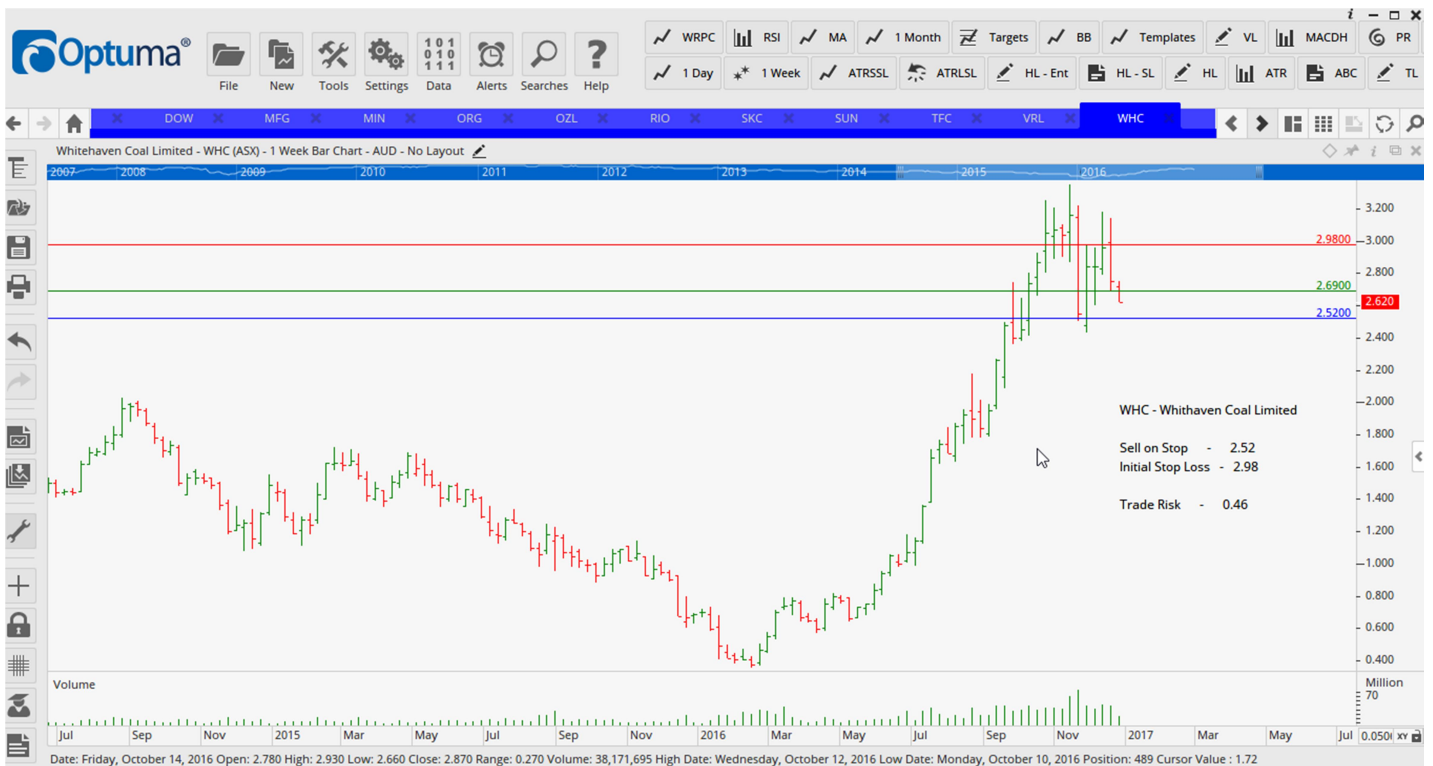 i
Optuma®
File New Tools Settings Data Alerts Searches Help
WRPC RSI MA 1 Month Targets BB Templates VL MACDH PR
1 Day 1 Week ATRSSL ATRLSL HL - Ent HL - SL HL ATR ABC TL
DOW MFG MIN ORG OZL RIO SKC SUN TFC VRL WHC
Whitehaven Coal Limited - WHC (ASX) - 1 Week Bar Chart - AUD - No Layout
i
2007 2008 2009 2010 2011 2012 2013 2014 2015 2016
3.200
2.9800
3.000
2.800
2.6900
2.620
2.5200
2.400
2.200
2.000
WHC - Whithaven Coal Limited
1.800
Sell on Stop - 2.52
Initial Stop Loss - 2.98
1.600
1.400
Trade Risk - 0.46
1.200
1.000
0.800
0.600
0.400
Volume
Million
70
Jul Sep Nov 2015 Mar May Jul Sep Nov 2016 Mar May Jul Sep Nov 2017 Mar May Jul XY
Date: Friday, October 14, 2016 Open: 2.780 High: 2.930 Low: 2.660 Close: 2.870 Range: 0.270 Volume: 38,171,695 High Date: Wednesday, October 12, 2016 Low Date: Monday, October 10, 2016 Position: 489 Cursor Value : 1.72